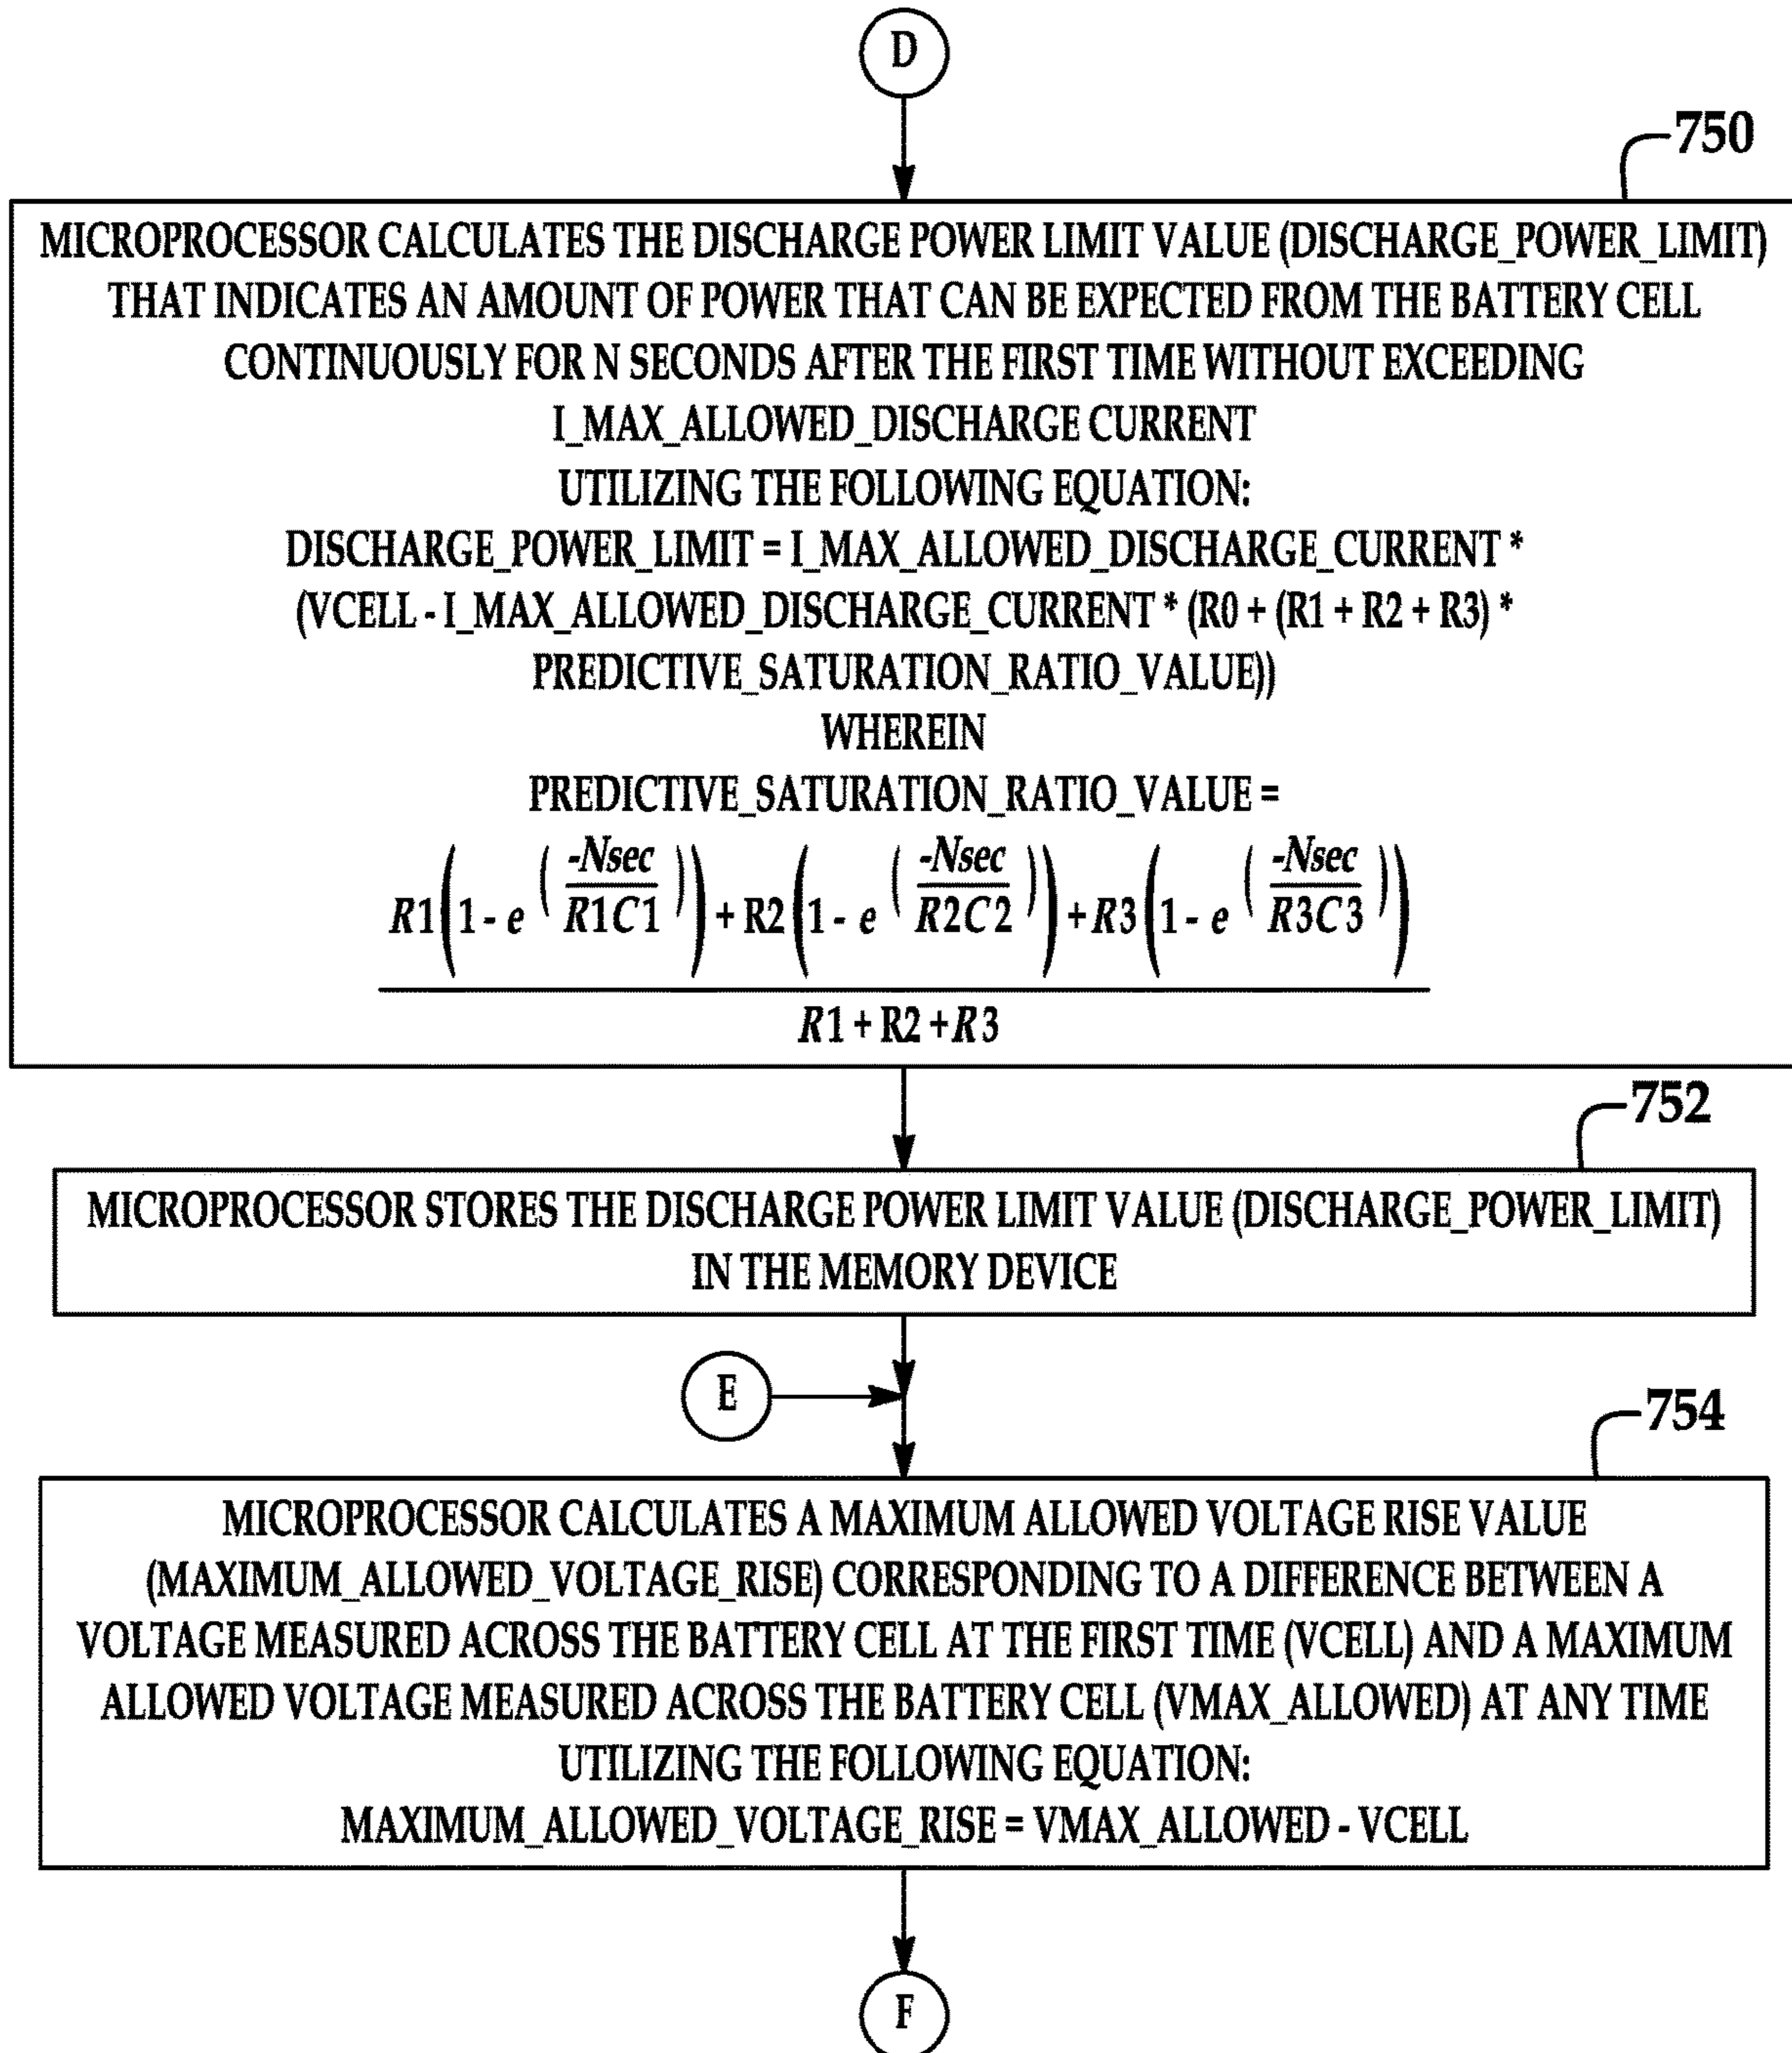 D
750
MICROPROCESSOR CALCULATES THE DISCHARGE POWER LIMIT VALUE (DISCHARGE_POWER_LIMIT)
THAT INDICATES AN AMOUNT OF POWER THAT CAN BE EXPECTED FROM THE BATTERY CELL
CONTINUOUSLY FOR N SECONDS AFTER THE FIRST TIME WITHOUT EXCEEDING
I_MAX_ALLOWED_DISCHARGE CURRENT
UTILIZING THE FOLLOWING EQUATION:
DISCHARGE_POWER_LIMIT = I_MAX_ALLOWED_DISCHARGE_CURRENT *
(VCELL - I_MAX_ALLOWED_DISCHARGE_CURRENT * (R0 + (R1 + R2 + R3) *
PREDICTIVE_SATURATION_RATIO_VALUE))
WHEREIN
PREDICTIVE_SATURATION_RATIO_VALUE =
R1(1 - e(-Nsec/R1C1)) + R2(1 - e(-Nsec/R2C2)) + R3(1 - e(-Nsec/R3C3))
R1 + R2 + R3
752
MICROPROCESSOR STORES THE DISCHARGE POWER LIMIT VALUE (DISCHARGE_POWER_LIMIT)
IN THE MEMORY DEVICE
E
754
MICROPROCESSOR CALCULATES A MAXIMUM ALLOWED VOLTAGE RISE VALUE
(MAXIMUM_ALLOWED_VOLTAGE_RISE) CORRESPONDING TO A DIFFERENCE BETWEEN A
VOLTAGE MEASURED ACROSS THE BATTERY CELL AT THE FIRST TIME (VCELL) AND A MAXIMUM
ALLOWED VOLTAGE MEASURED ACROSS THE BATTERY CELL (VMAX_ALLOWED) AT ANY TIME
UTILIZING THE FOLLOWING EQUATION:
MAXIMUM_ALLOWED_VOLTAGE_RISE = VMAX_ALLOWED - VCELL
F